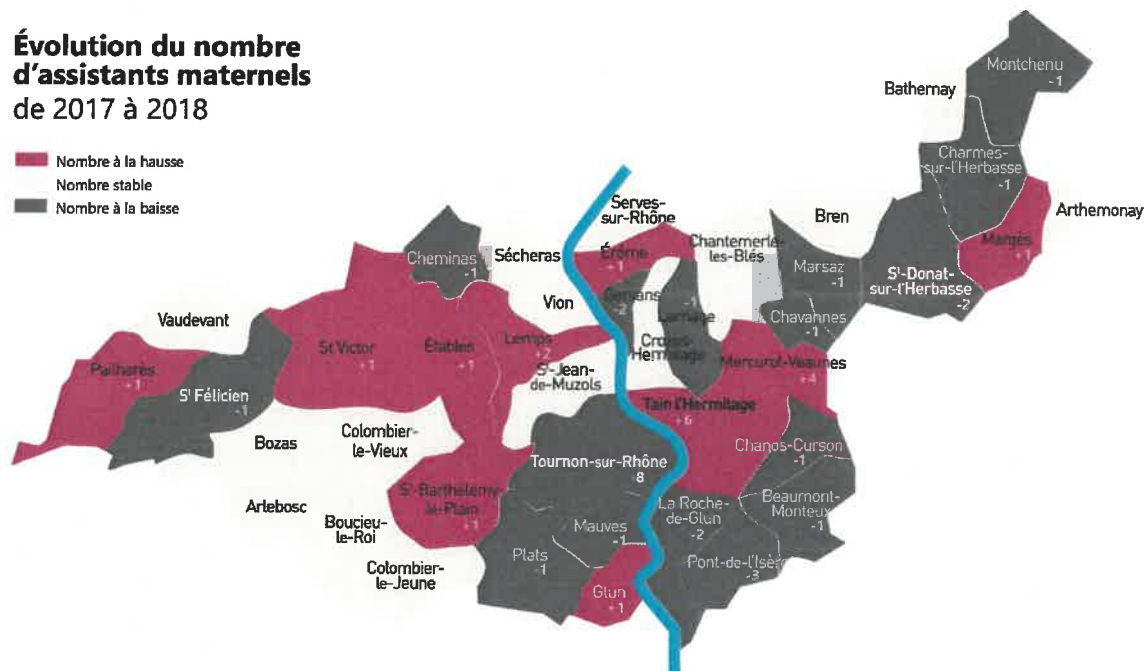 Évolution du nombre
d'assistants maternels
de 2017 à 2018
Nombre à la hausse
Nombre stable
Nombre à la baisse
Montchenu
-1
Bathernay
Charmes-
sur-l'Herbasse
-1
Arthemonay
Margès
+1
Bren
St-Donat-
sur-l'Herbasse
-2
Serves-
sur-Rhône
Chantemerle-
les-Blés
Marsaz
-1
Chavannes
-1
Érôme
+1
Gervans
-2
-1
Larnage
Crozes-
Hermitage
Mercurol-Veaunes
+4
Cheminas
-1
Sécheras
Vion
Vaudevant
St Victor
+1
Étables
+1
Lemps
+2
St-Jean-
de-Muzols
Pailharès
+1
St Félicien
-1
Tain l'Hermitage
+6
Chanos-Curson
-1
Bozas
Colombier-
le-Vieux
Tournon-sur-Rhône
8
Beaumont-
Monteux
-1
St-Barthélemy-
le-Plain
+1
Arlebosc
Boucieu-
le-Roi
La Roche-
de-Glun
-2
Mauves
-1
Plats
-1
Pont-de-l'Isère
-3
Colombier-
le-Jeune
Glun
+1